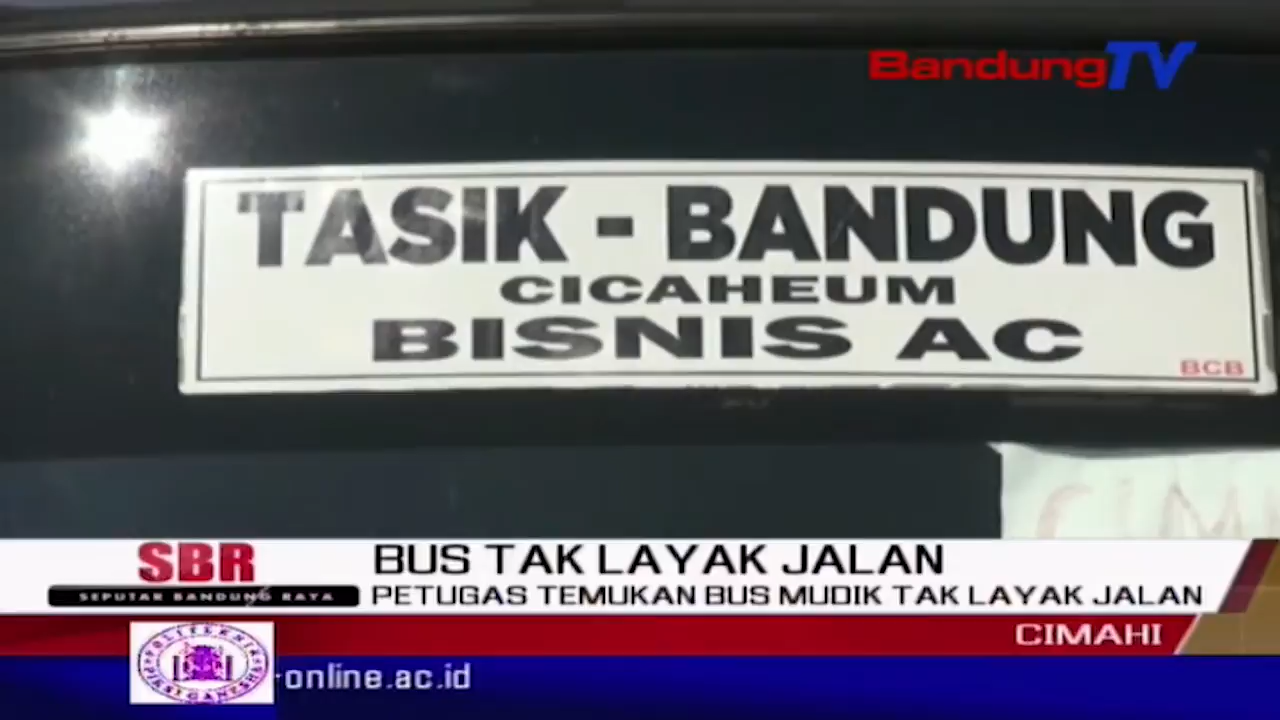 BandungTV
TASIK - BANDUNG
CICAHEUM
BISNIS AC
BCB
SBR
SEPUTAR BANDUNG RAYA
BUS TAK LAYAK JALAN
PETUGAS TEMUKAN BUS MUDIK TAK LAYAK JALAN
CIMAHI
online.ac.id